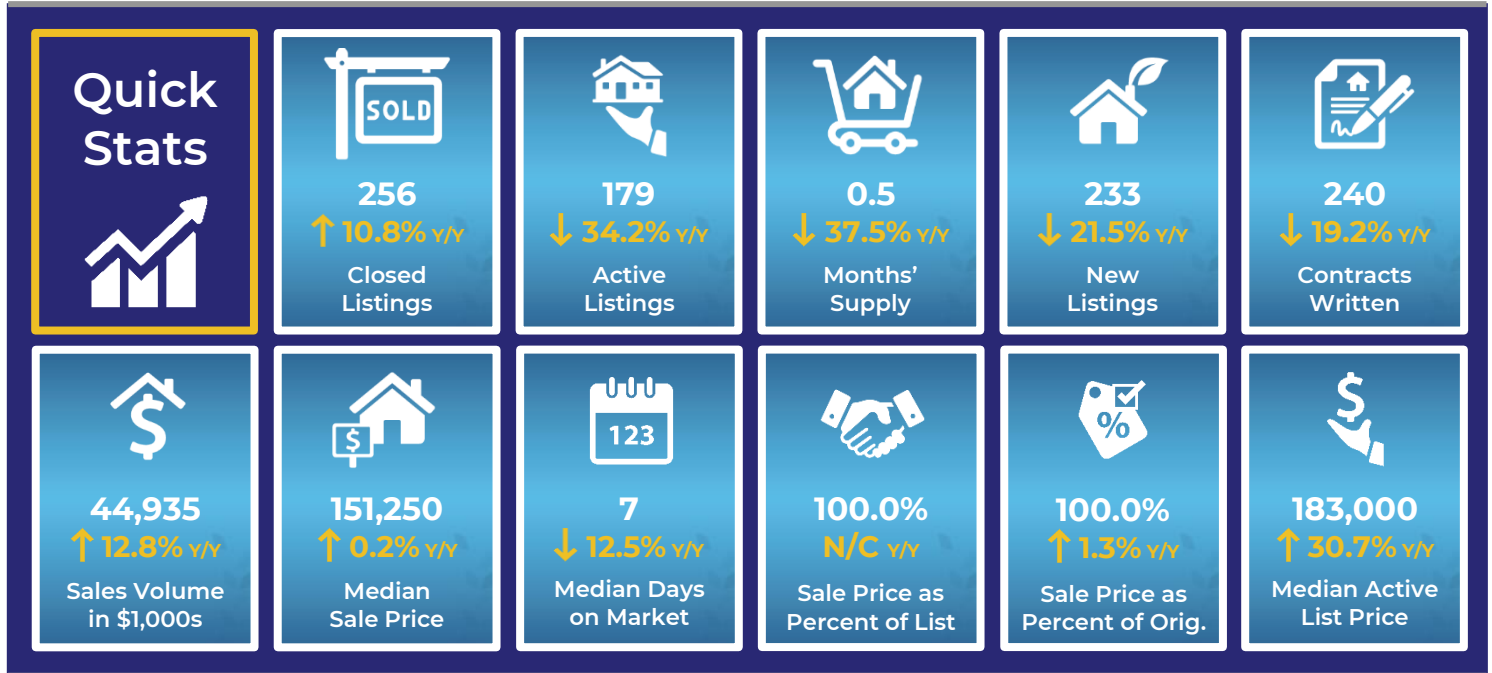 Quick
Stats
SOLD
256
↑ 10.8% Y/Y
Closed
Listings
179
↓ 34.2% Y/Y
Active
Listings
0.5
↓ 37.5% Y/Y
Months’
Supply
233
↓ 21.5% Y/Y
New
Listings
240
↓ 19.2% Y/Y
Contracts
Written
$
44,935
↑ 12.8% Y/Y
Sales Volume
in $1,000s
$
151,250
↑ 0.2% Y/Y
Median
Sale Price
123
7
↓ 12.5% Y/Y
Median Days
on Market
100.0%
N/C Y/Y
Sale Price as
Percent of List
%
100.0%
↑ 1.3% Y/Y
Sale Price as
Percent of Orig.
$
183,000
↑ 30.7% Y/Y
Median Active
List Price